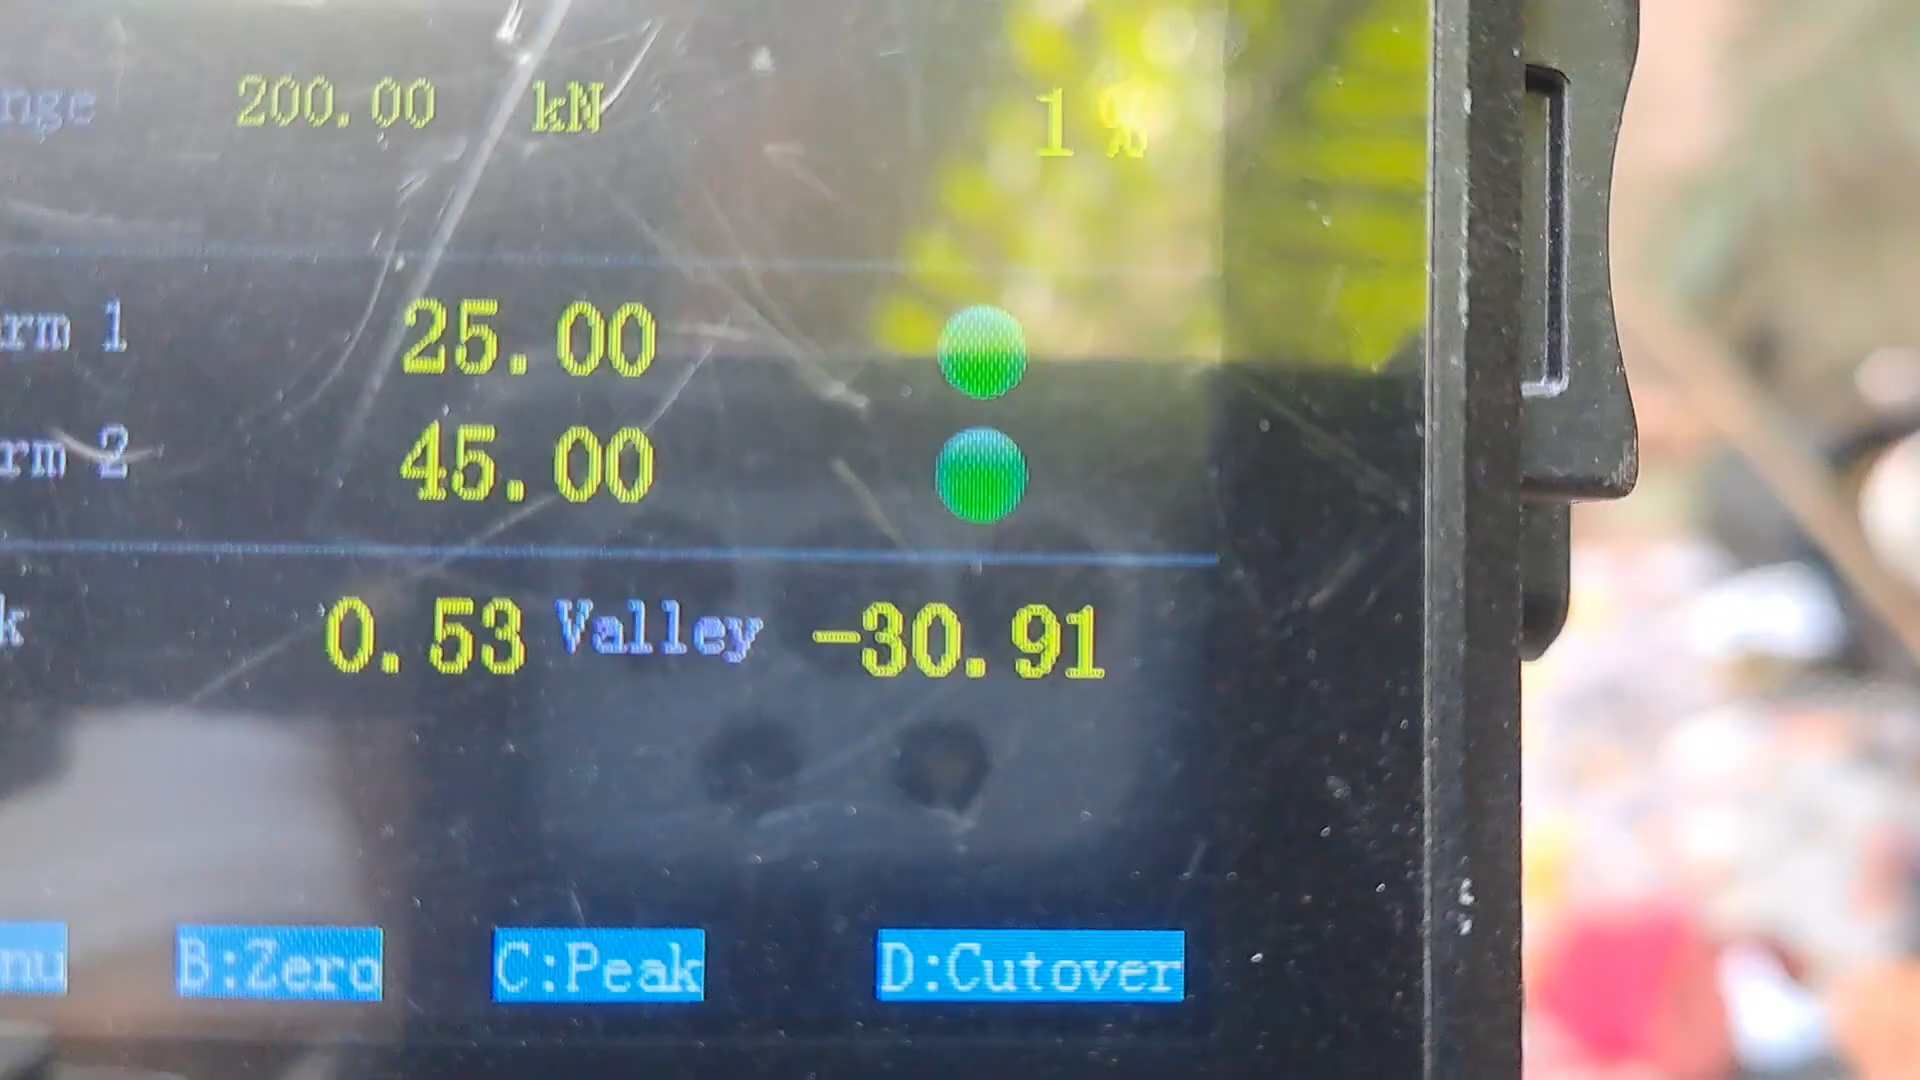 nge 200.00 kN 1 %
rm 1 25.00
rm 2 45.00
k 0.53 Valley -30.91
nu B:Zero C:Peak D:Cutover